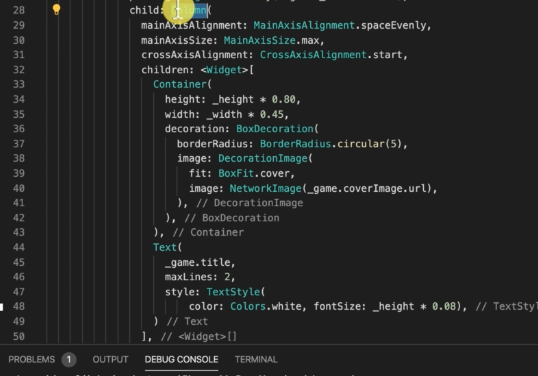 28 child: Column(
29 mainAxisAlignment: MainAxisAlignment.spaceEvenly,
30 mainAxisSize: MainAxisSize.max,
31 crossAxisAlignment: CrossAxisAlignment.start,
32 children: <Widget>[
33 Container(
34 height: _height * 0.80,
35 width: _width * 0.45,
36 decoration: BoxDecoration(
37 borderRadius: BorderRadius.circular(5),
38 image: DecorationImage(
39 fit: BoxFit.cover,
40 image: NetworkImage(_game.coverImage.url),
41 ), // DecorationImage
42 ), // BoxDecoration
43 ), // Container
44 Text(
45 _game.title,
46 maxLines: 2,
47 style: TextStyle(
48 color: Colors.white, fontSize: _height * 0.08), // TextStyl
49 ) // Text
50 ], // <Widget>[]
PROBLEMS 1 OUTPUT DEBUG CONSOLE TERMINAL